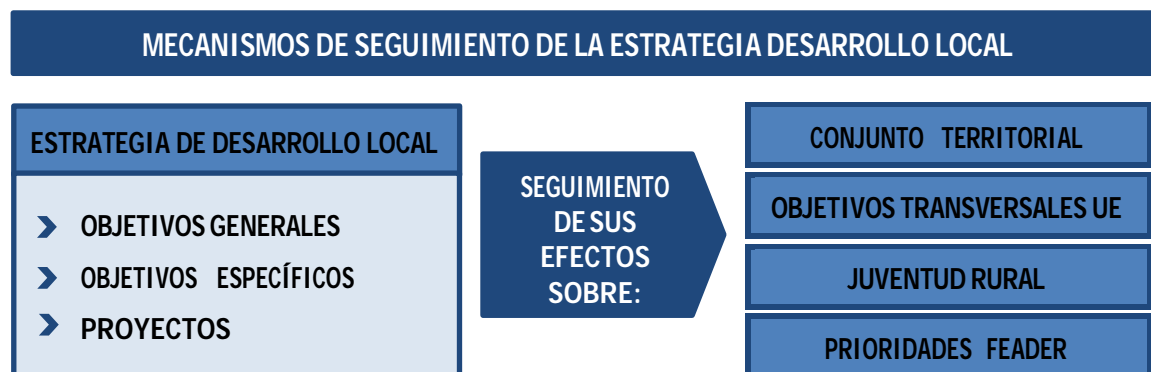 MECANISMOS DE SEGUIMIENTO DE LA ESTRATEGIA DESARROLLO LOCAL
ESTRATEGIA DE DESARROLLO LOCAL
OBJETIVOS GENERALES
OBJETIVOS ESPECÍFICOS
PROYECTOS
SEGUIMIENTO
DE SUS
EFECTOS
SOBRE:
CONJUNTO TERRITORIAL
OBJETIVOS TRANSVERSALES UE
JUVENTUD RURAL
PRIORIDADES FEADER